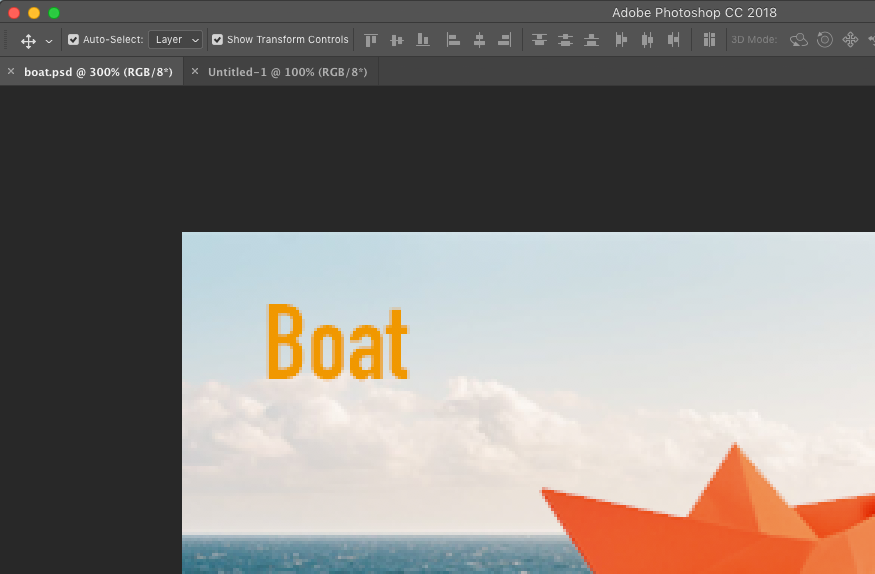 Adobe Photoshop CC 2018
Auto-Select: Layer Show Transform Controls 3D Mode:
boat.psd @ 300% (RGB/8*) Untitled-1 @ 100% (RGB/8*)
Boat